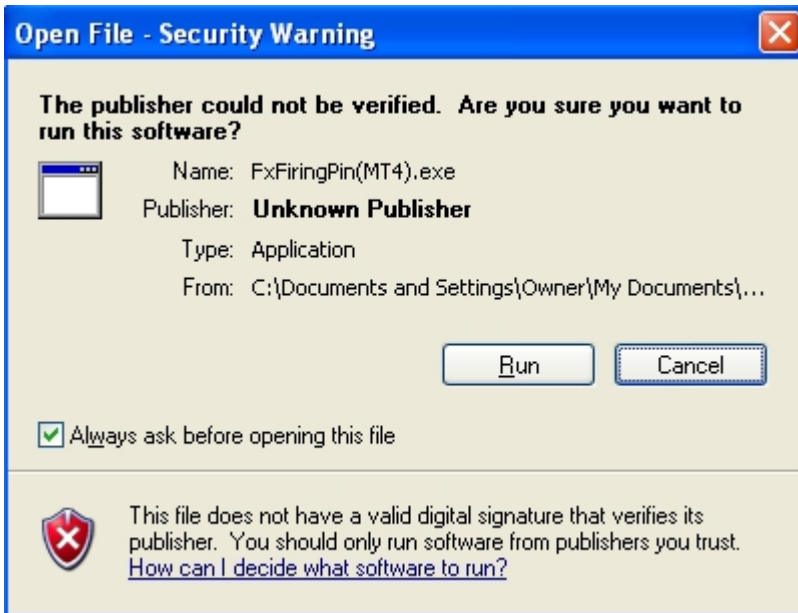 Open File - Security Warning
The publisher could not be verified.  Are you sure you want to
run this software?
Name: FxFiringPin(MT4).exe
Publisher: Unknown Publisher
Type: Application
From: C:\Documents and Settings\Owner\My Documents\...
Run Cancel
Always ask before opening this file
This file does not have a valid digital signature that verifies its
publisher.  You should only run software from publishers you trust.
How can I decide what software to run?